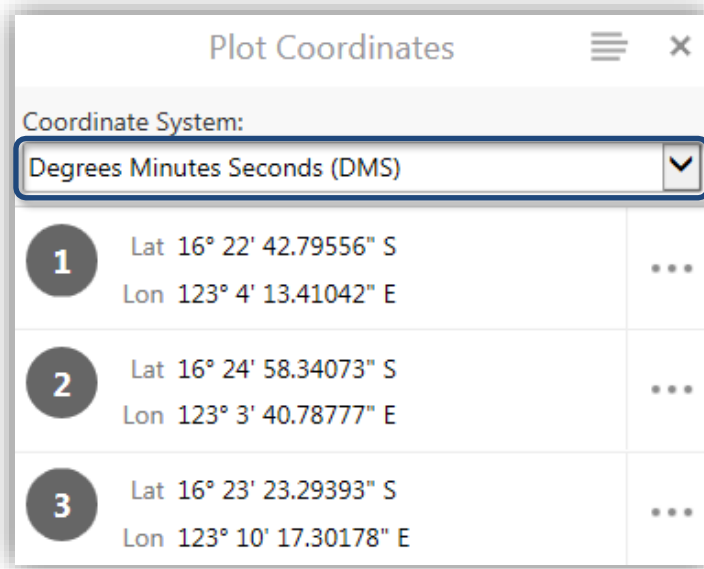 Plot Coordinates
Coordinate System:
Degrees Minutes Seconds (DMS)
1
Lat 16° 22' 42.79556" S
Lon 123° 4' 13.41042" E
2
Lat 16° 24' 58.34073" S
Lon 123° 3' 40.78777" E
3
Lat 16° 23' 23.29393" S
Lon 123° 10' 17.30178" E